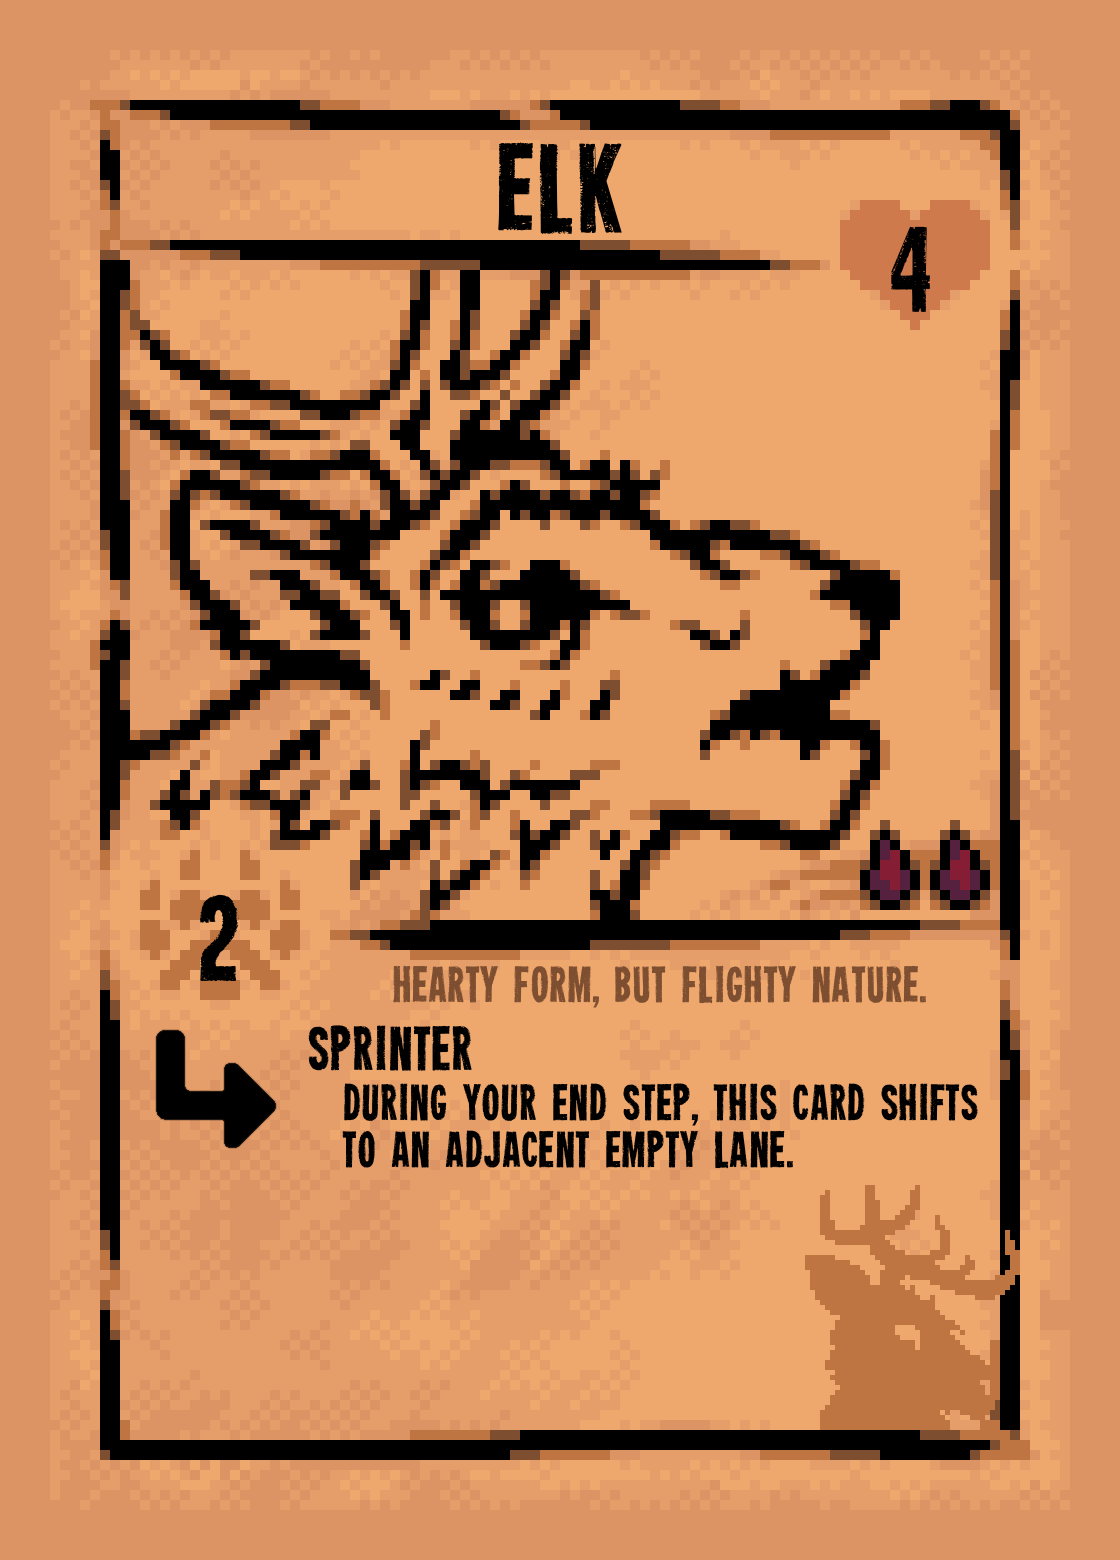 ELK
4
2
HEARTY FORM, BUT FLIGHTY NATURE.
SPRINTER
DURING YOUR END STEP, THIS CARD SHIFTS
TO AN ADJACENT EMPTY LANE.